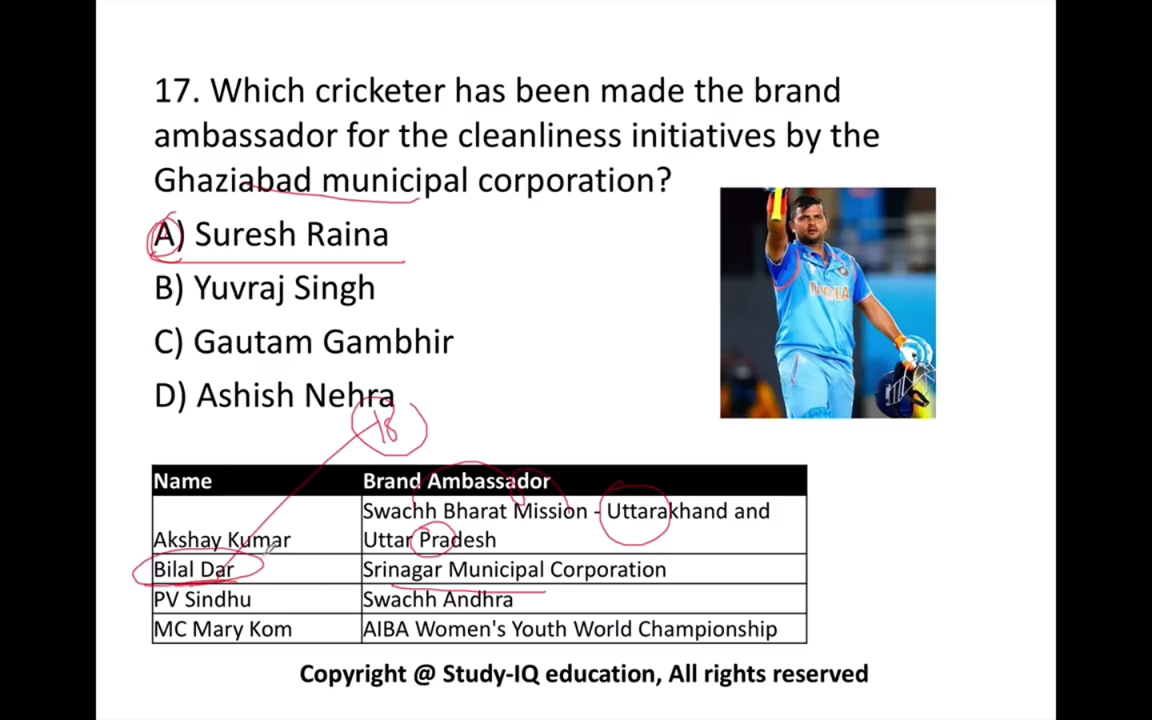 17. Which cricketer has been made the brand
ambassador for the cleanliness initiatives by the
Ghaziabad municipal corporation?
A) Suresh Raina
B) Yuvraj Singh
C) Gautam Gambhir
D) Ashish Nehra
18
INDIA
Name Brand Ambassador
Swachh Bharat Mission - Uttarakhand and
Akshay Kumar Uttar Pradesh
Bilal Dar Srinagar Municipal Corporation
PV Sindhu Swachh Andhra
MC Mary Kom AIBA Women's Youth World Championship
Copyright @ Study-IQ education, All rights reserved